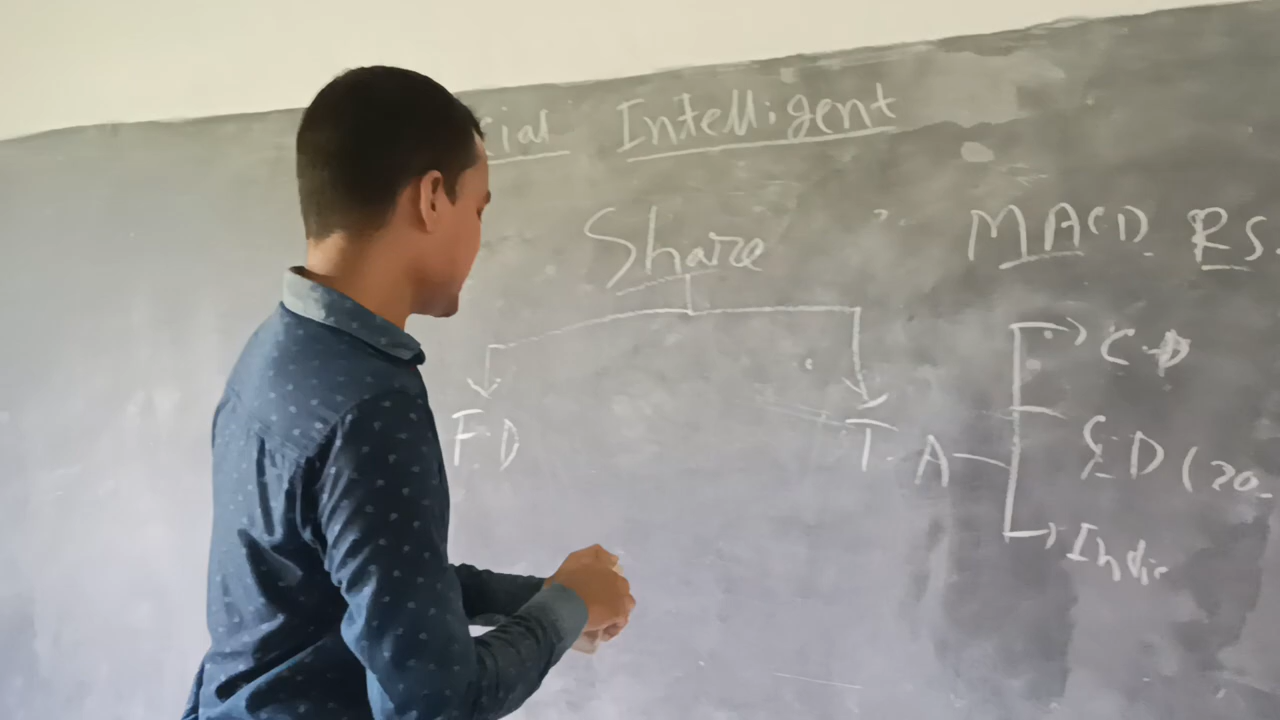 cial Intelligent
Share MACD RS
C.D
F.D T.A S.D (20
Indic